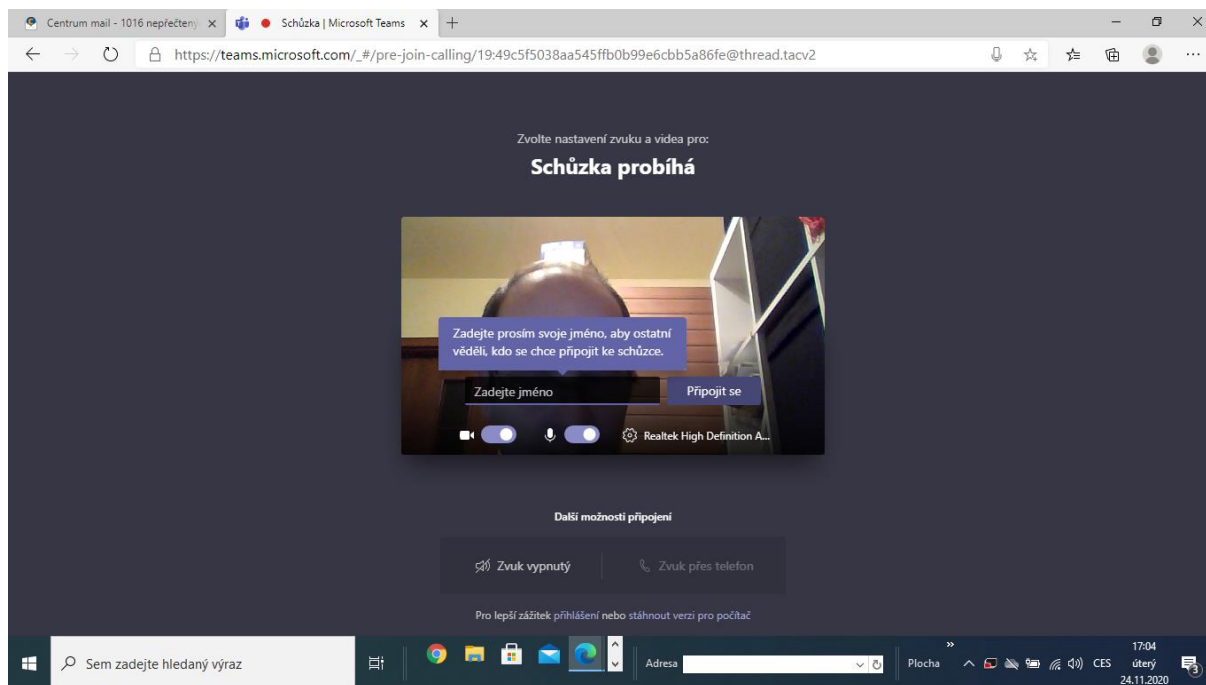 Centrum mail - 1016 nepřečtený
Schůzka | Microsoft Teams
https://teams.microsoft.com/_#/pre-join-calling/19:49c5f5038aa545ffb0b99e6cbb5a86fe@thread.tacv2
Zvolte nastavení zvuku a videa pro:
Schůzka probíhá
Zadejte prosím svoje jméno, aby ostatní
věděli, kdo se chce připojit ke schůzce.
Zadejte jméno
Připojit se
Realtek High Definition A...
Další možnosti připojení
Zvuk vypnutý
Zvuk přes telefon
Pro lepší zážitek přihlášení nebo stáhnout verzi pro počítač
Sem zadejte hledaný výraz
Adresa
Plocha
CES
17:04
úterý
24.11.2020
3